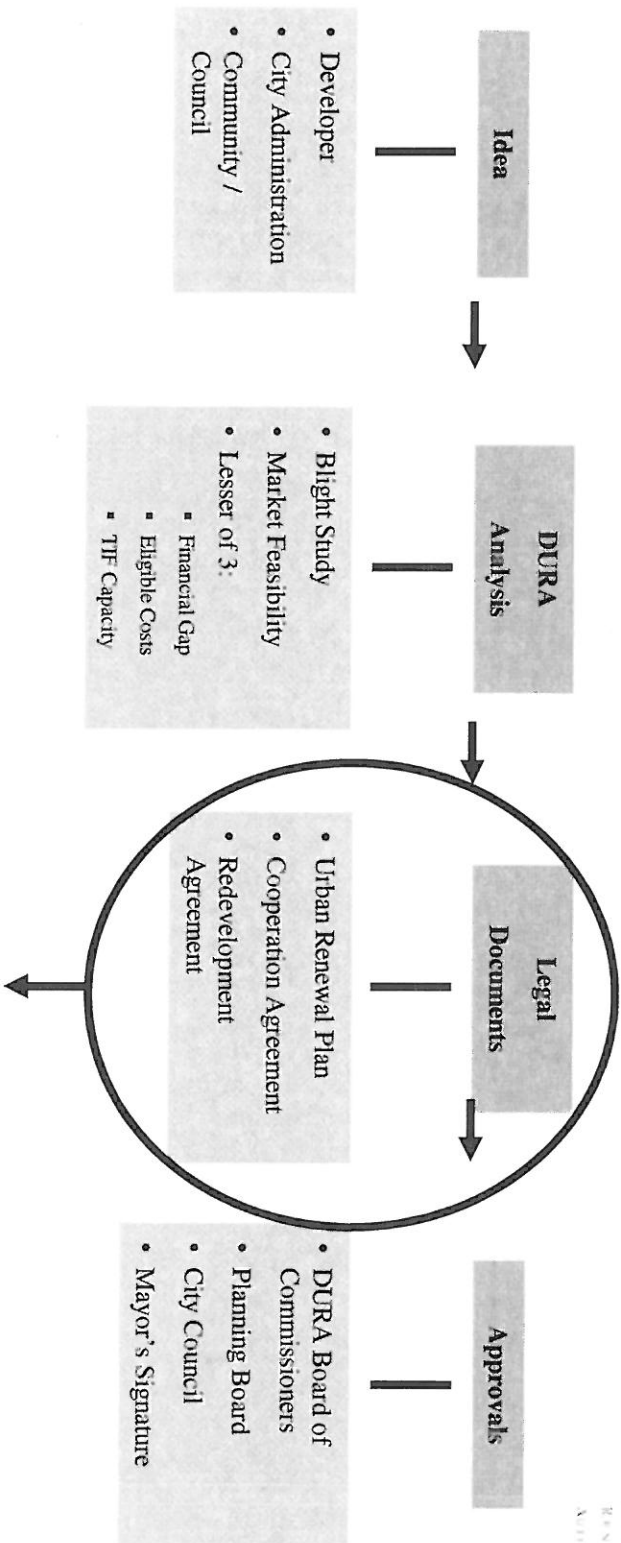 Idea
• Developer
• City Administration
• Community /
Council
DURA
Analysis
• Blight Study
• Market Feasibility
• Lesser of 3:
▪ Financial Gap
▪ Eligible Costs
▪ TIF Capacity
Legal
Documents
• Urban Renewal Plan
• Cooperation Agreement
• Redevelopment
Agreement
Approvals
• DURA Board of
Commissioners
• Planning Board
• City Council
• Mayor's Signature